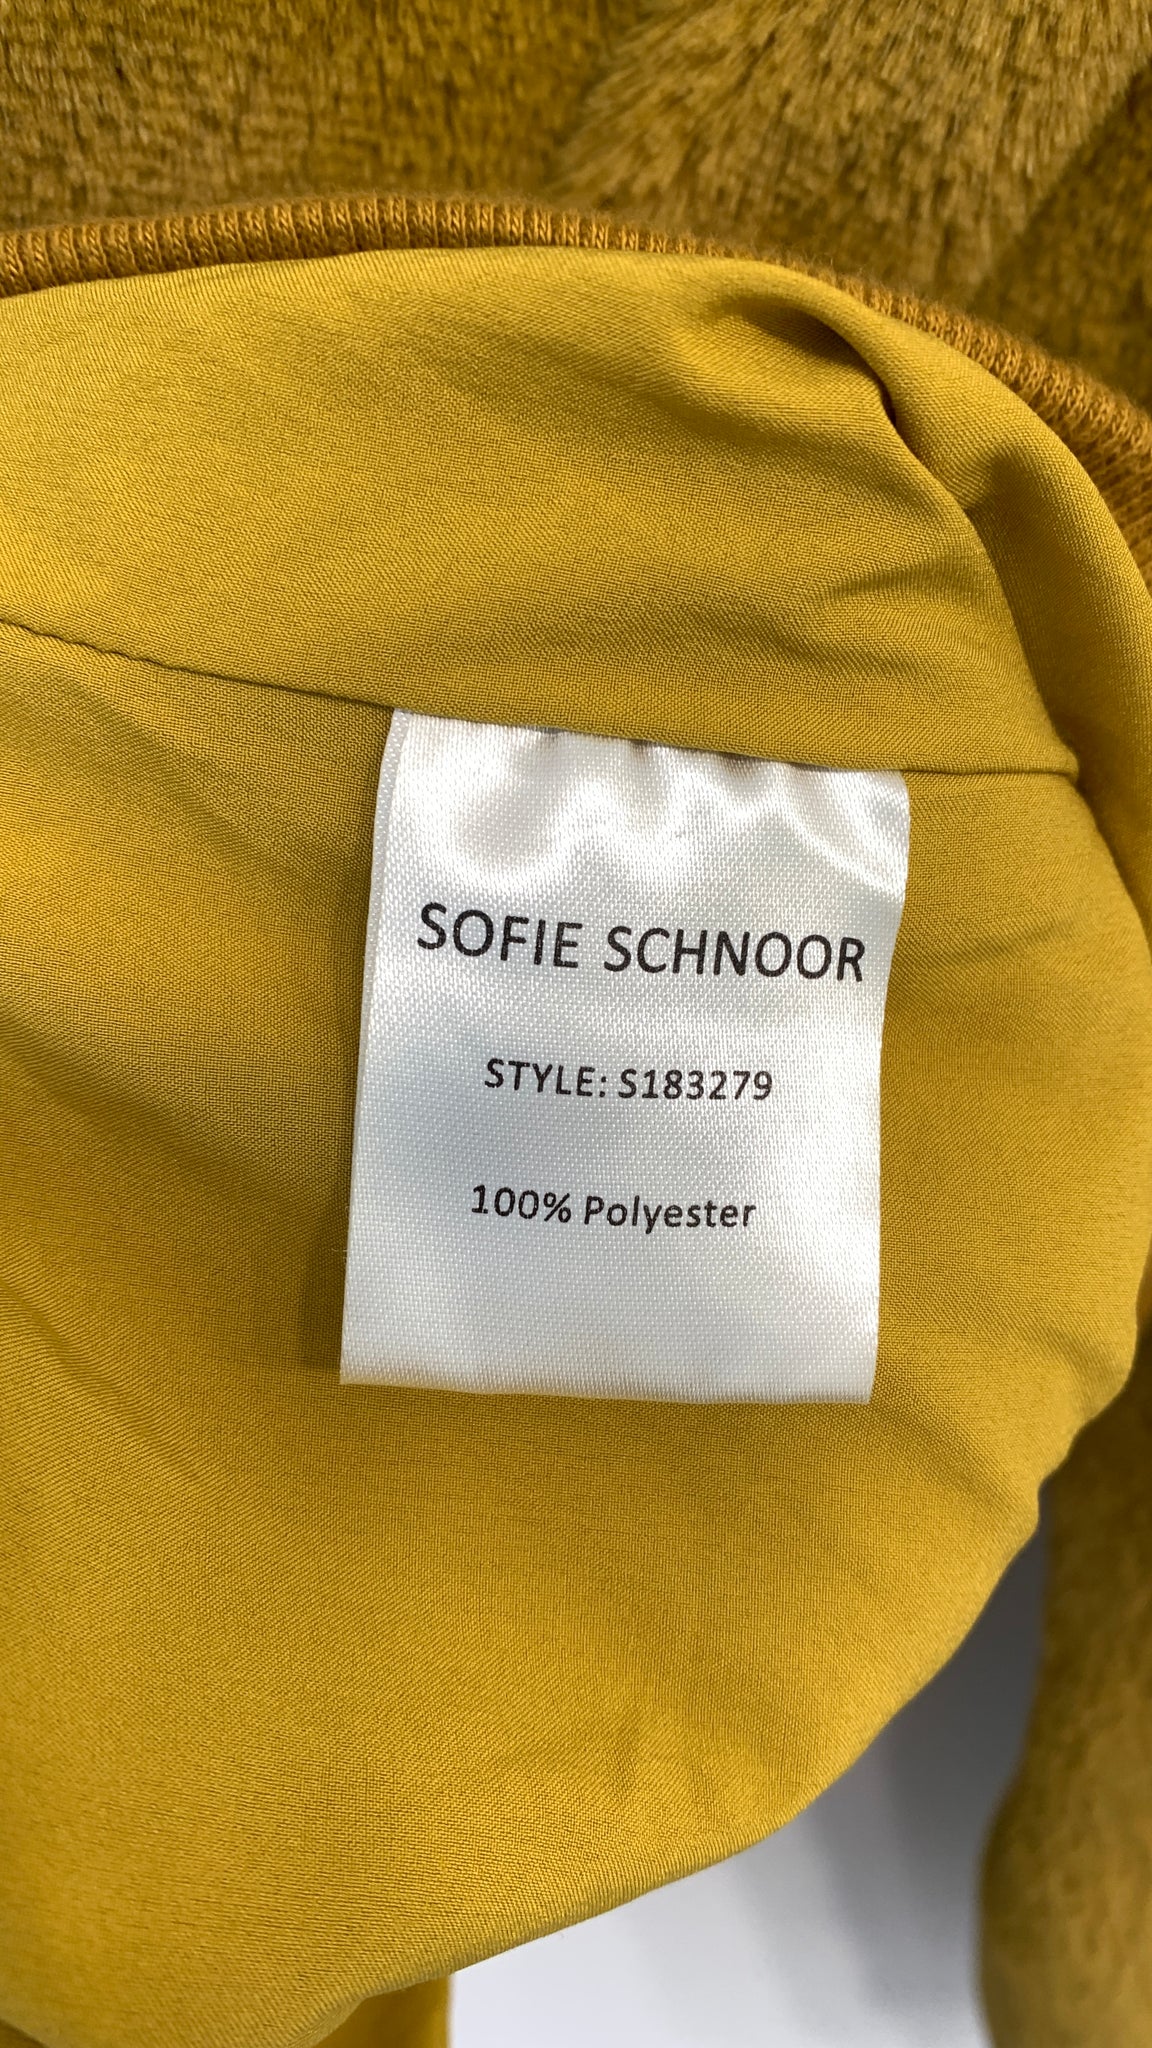 SOFIE SCHNOOR
STYLE: S183279
100% Polyester